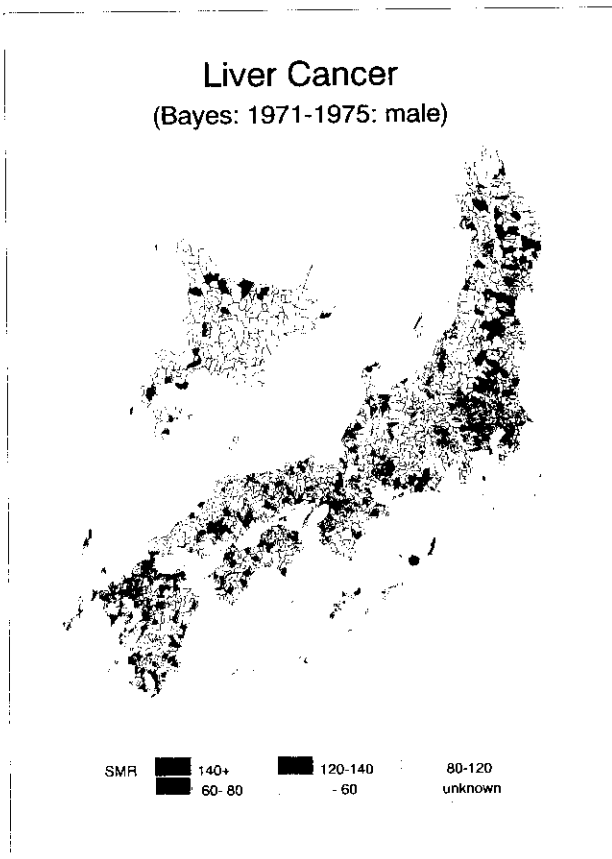 Liver Cancer
(Bayes: 1971-1975: male)
SMR 140+ 120-140 80-120
60- 80 - 60 unknown